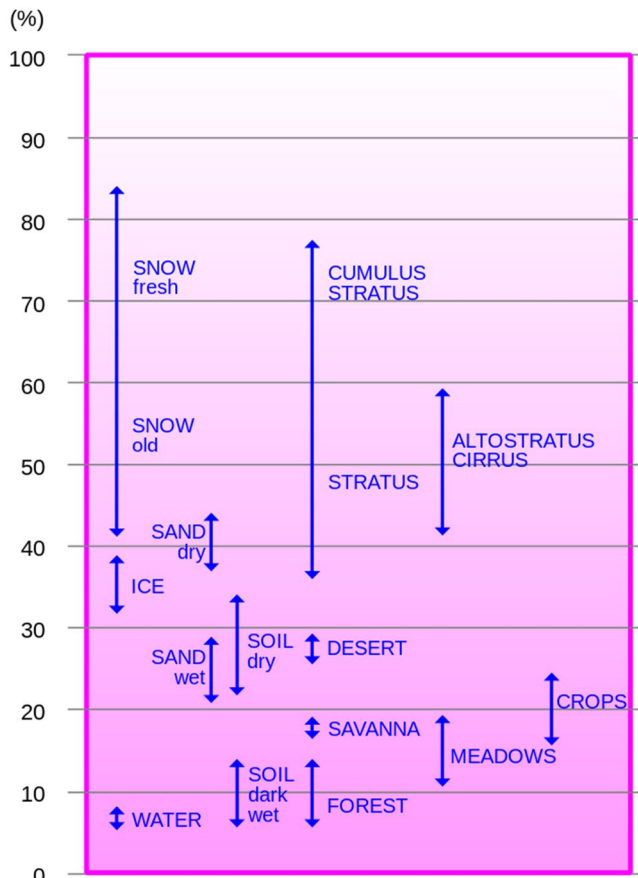 (%)
100
90
80
70
60
50
40
30
20
10
0
SNOW
fresh
CUMULUS
STRATUS
SNOW
old
ALTOSTRATUS
CIRRUS
STRATUS
SAND
dry
ICE
SOIL
dry
DESERT
SAND
wet
CROPS
SAVANNA
MEADOWS
SOIL
dark
wet
FOREST
WATER